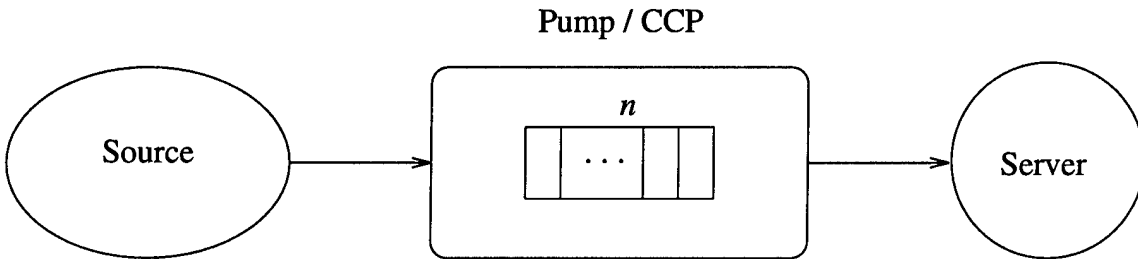 Pump / CCP
n
Source
. . .
Server